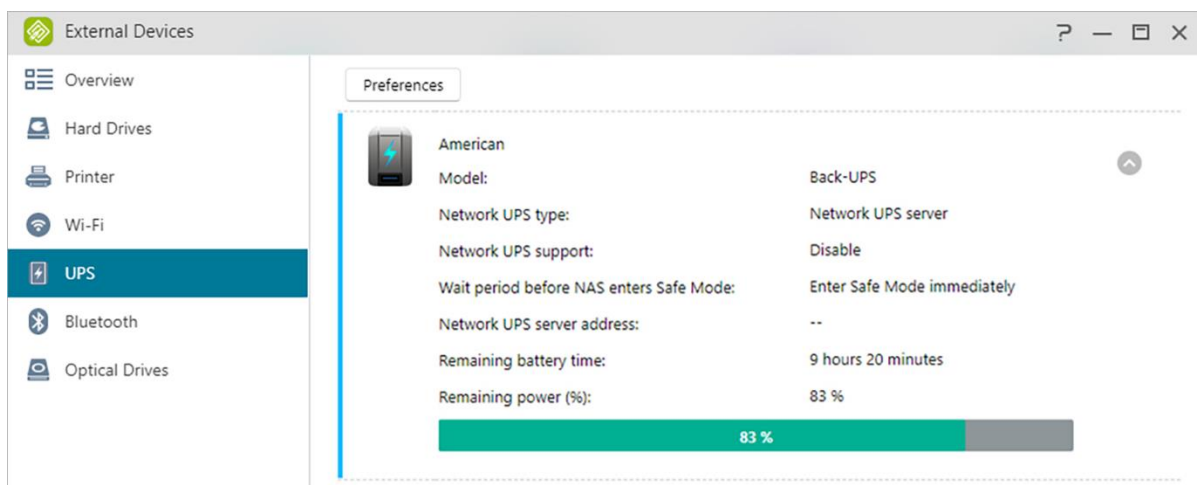 External Devices
Overview
Hard Drives
Printer
Wi-Fi
UPS
Bluetooth
Optical Drives
Preferences
American
Model: Back-UPS
Network UPS type: Network UPS server
Network UPS support: Disable
Wait period before NAS enters Safe Mode: Enter Safe Mode immediately
Network UPS server address: --
Remaining battery time: 9 hours 20 minutes
Remaining power (%): 83 %
83 %